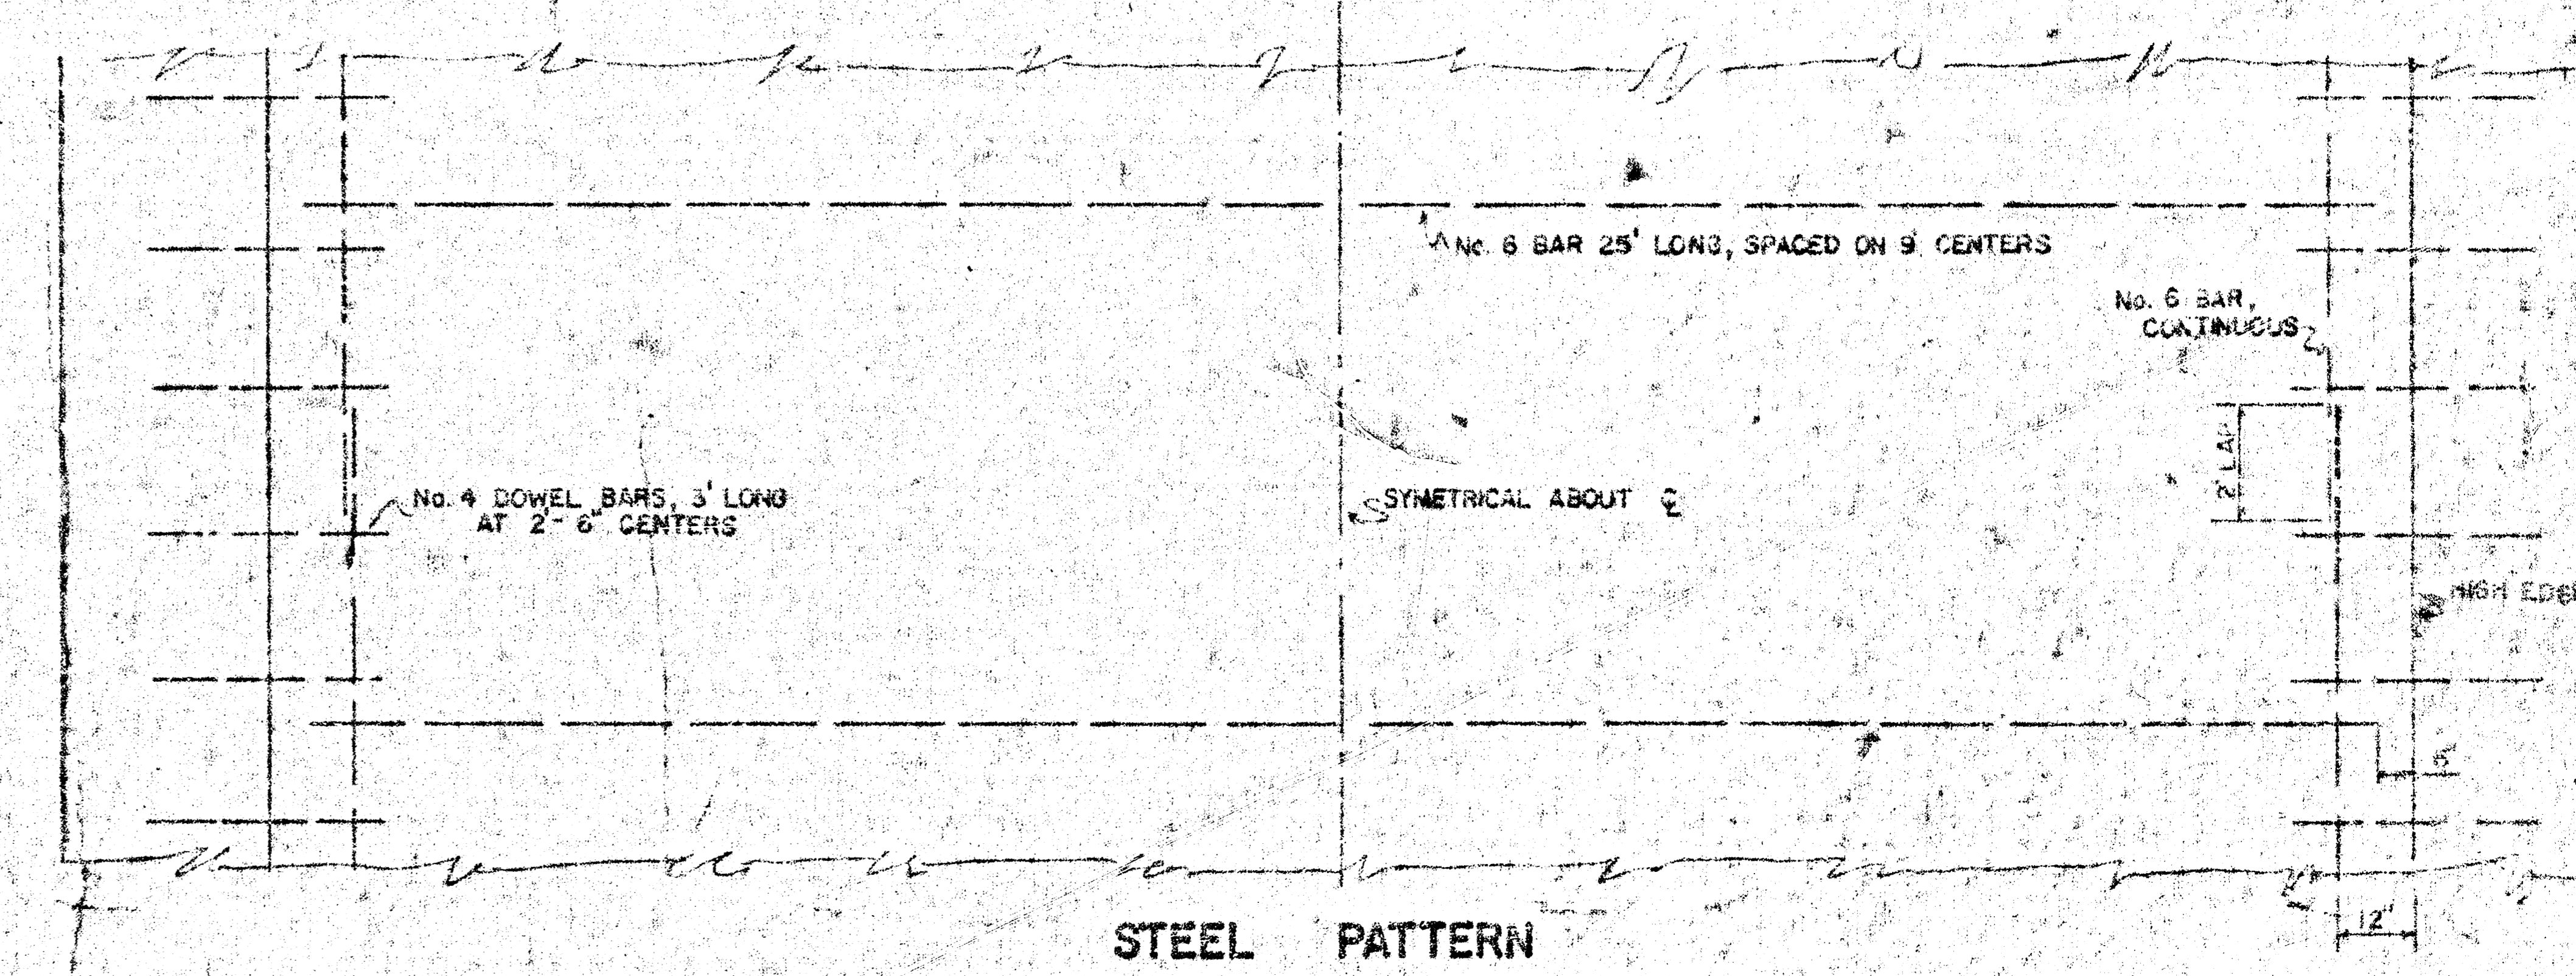 No. 6 BAR 25' LONG, SPACED ON 9' CENTERS
No. 6 BAR,
CONTINUOUS
2' LAP
No. 4 DOWEL BARS, 3' LONG
AT 2'-6" CENTERS
SYMETRICAL ABOUT ℄
HIGH EDGE
6"
12"
STEEL PATTERN